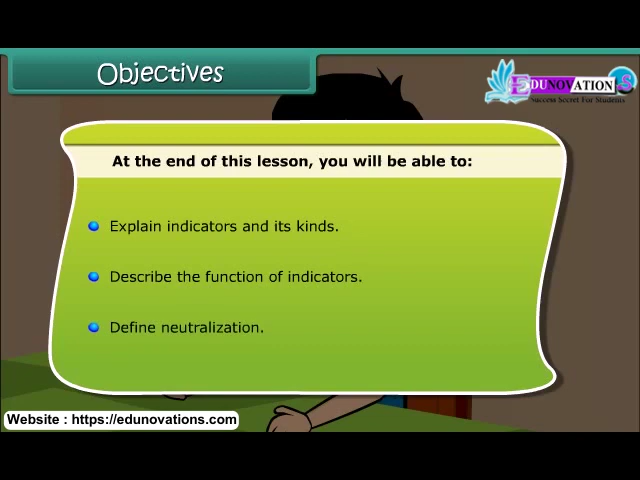 Objectives
EDUNOVATIONS
Success Secret For Students
At the end of this lesson, you will be able to:
Explain indicators and its kinds.
Describe the function of indicators.
Define neutralization.
Website : https://edunovations.com